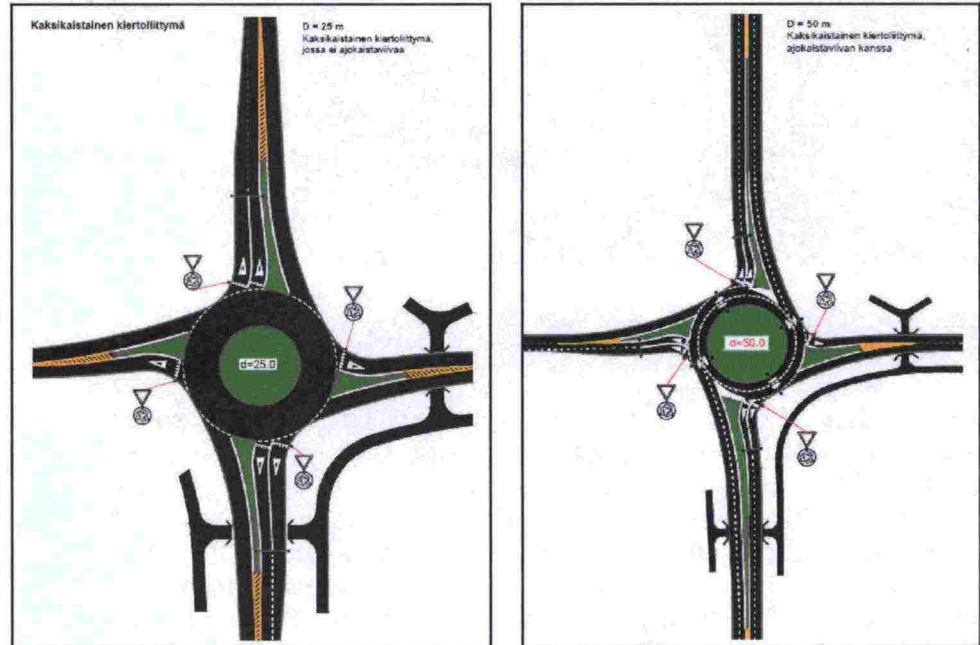 Kaksikaistainen kiertoliittymä
D = 25 m
Kaksikaistainen kiertoliittymä,
jossa ei ajokaistaviivaa
d=25.0
D = 50 m
Kaksikaistainen kiertoliittymä,
ajokaistaviivan kanssa
d=50.0